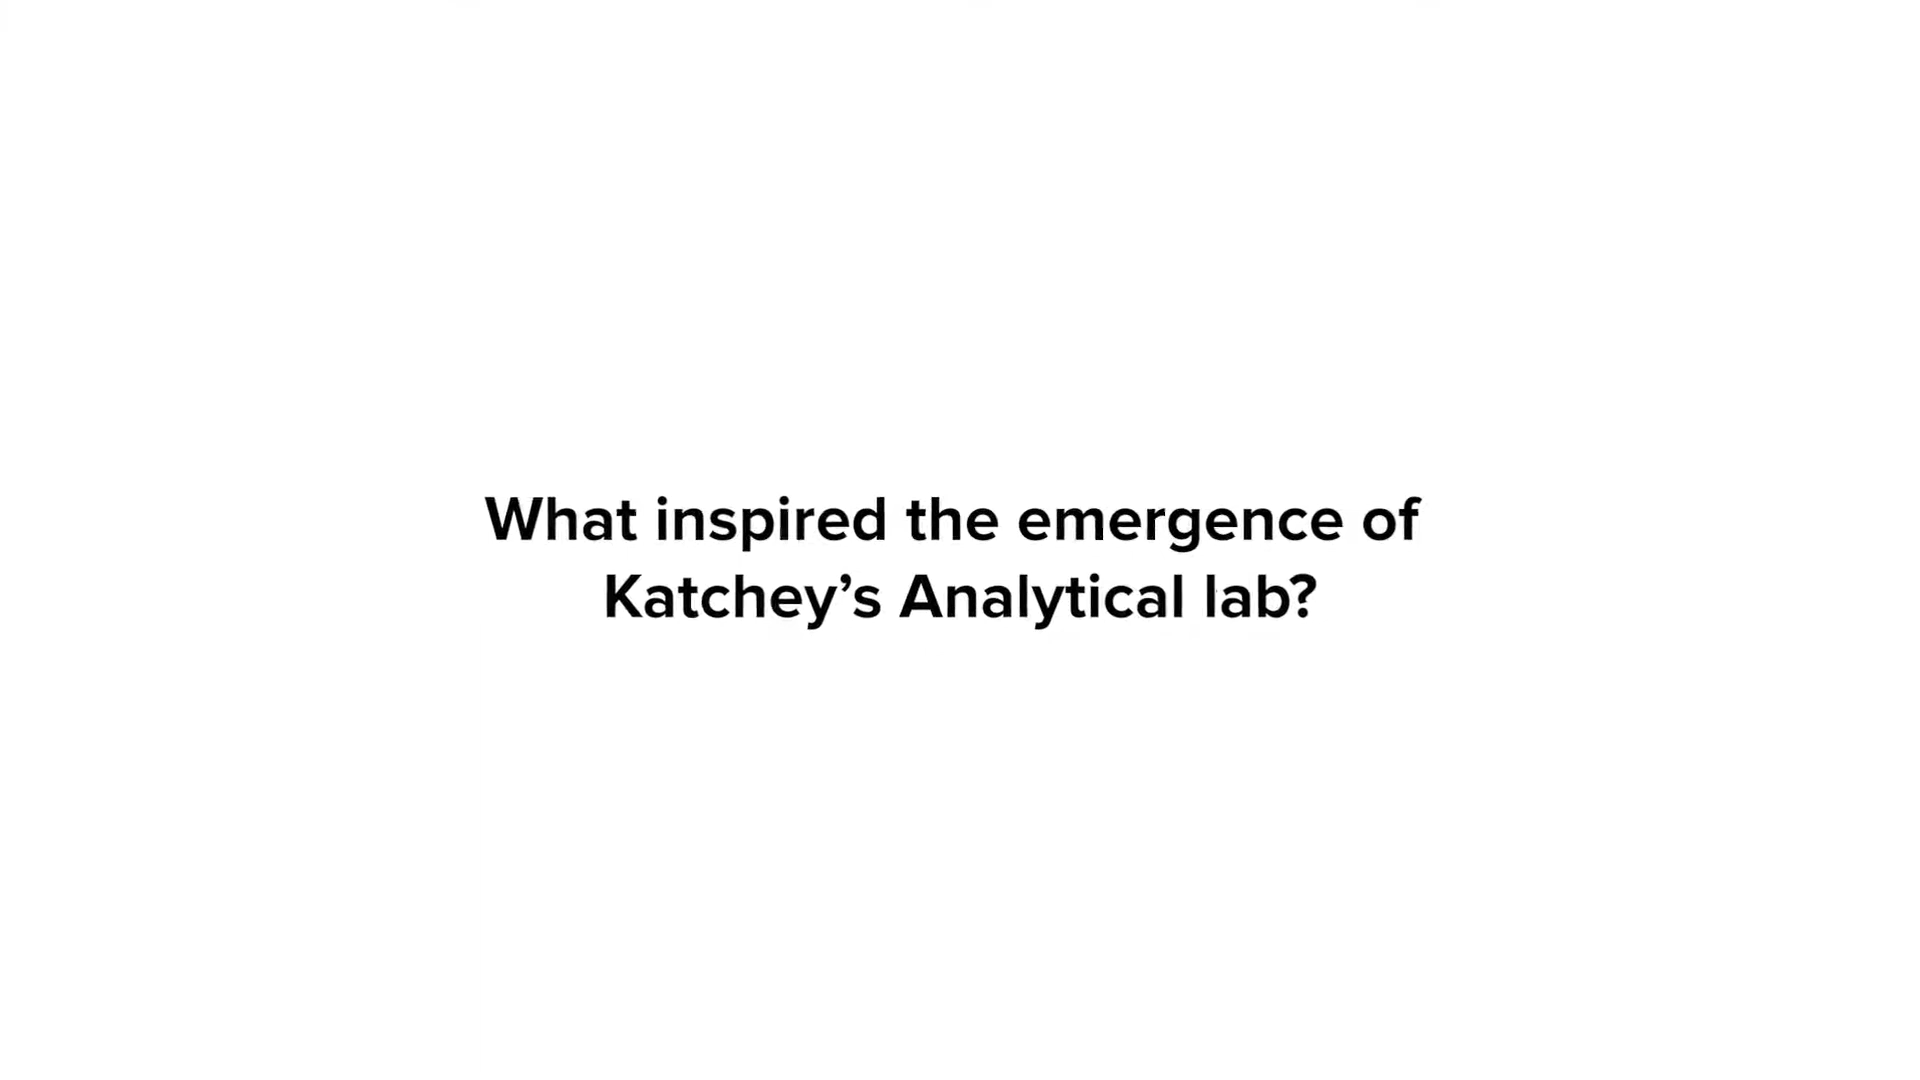 What inspired the emergence of
Katchey’s Analytical lab?